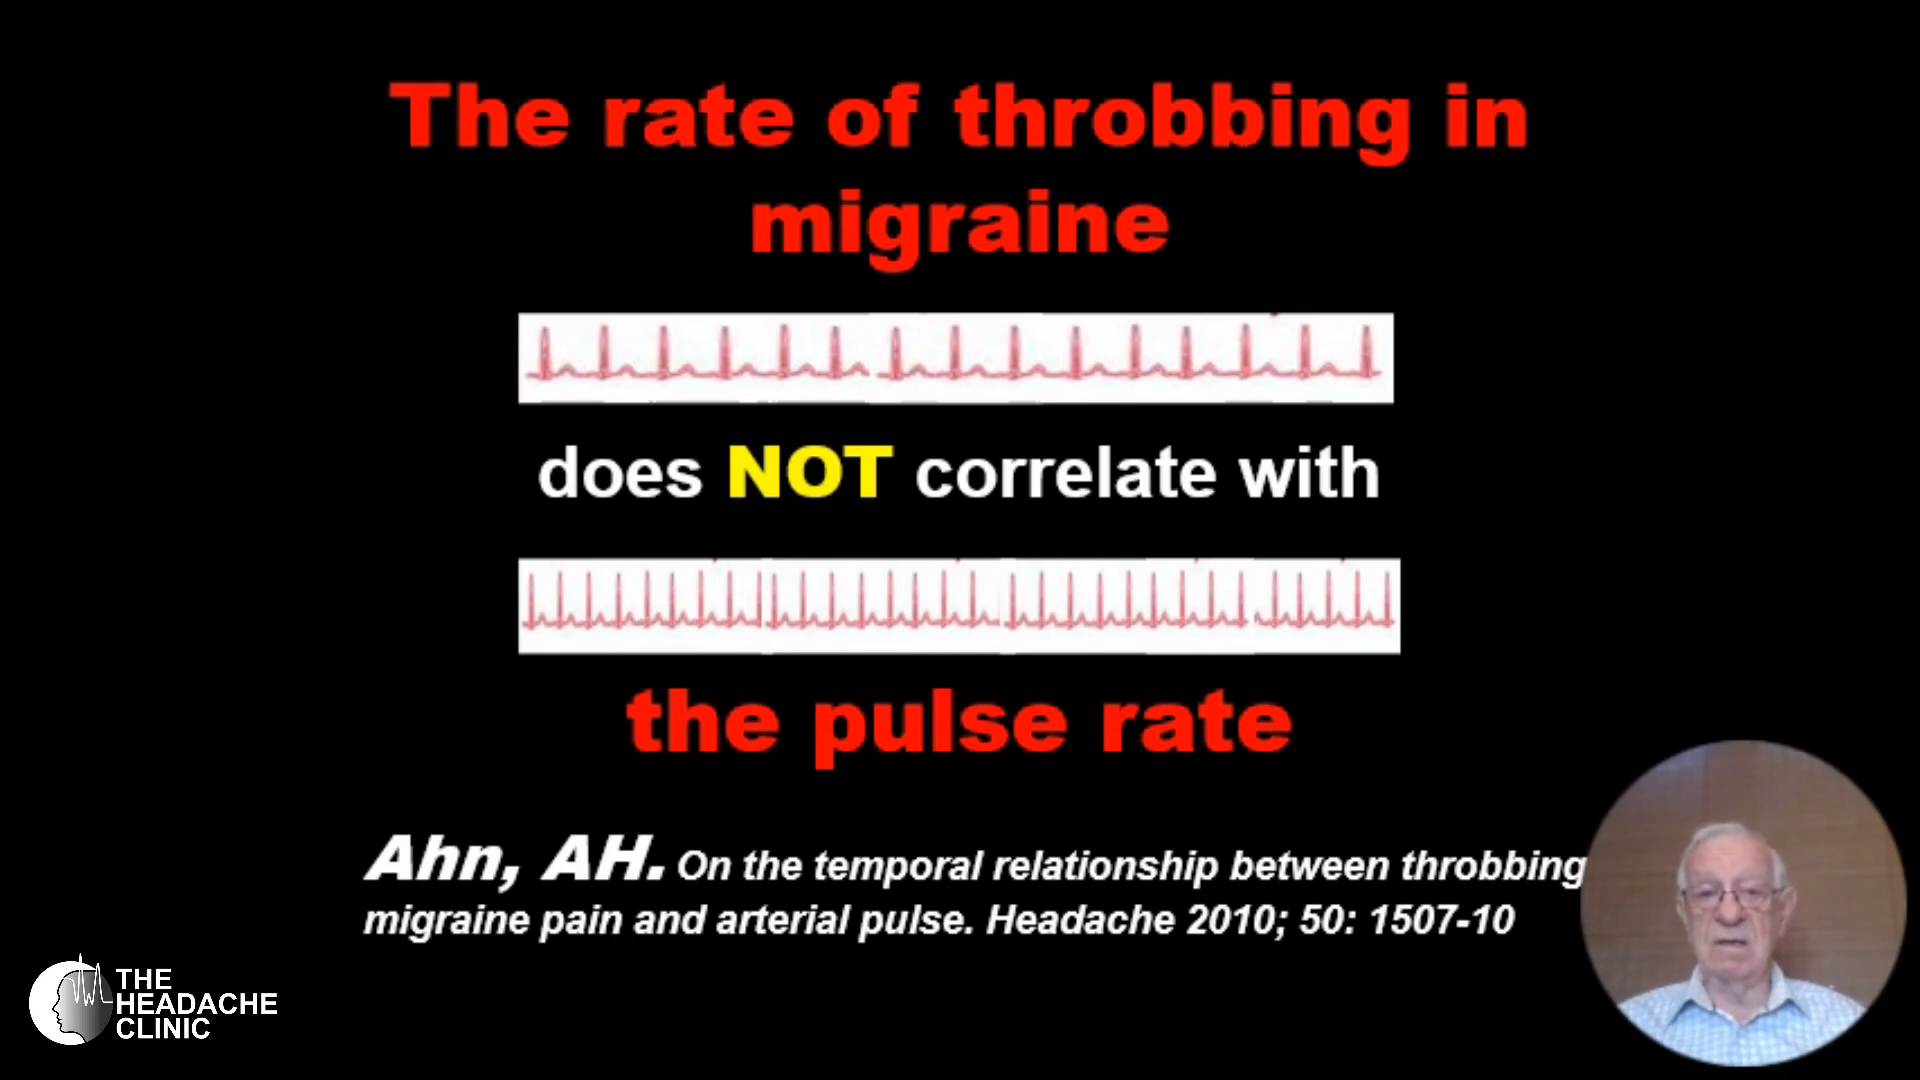 The rate of throbbing in
migraine
does NOT correlate with
the pulse rate
Ahn, AH. On the temporal relationship between throbbing
migraine pain and arterial pulse. Headache 2010; 50: 1507-10
THE
HEADACHE
CLINIC